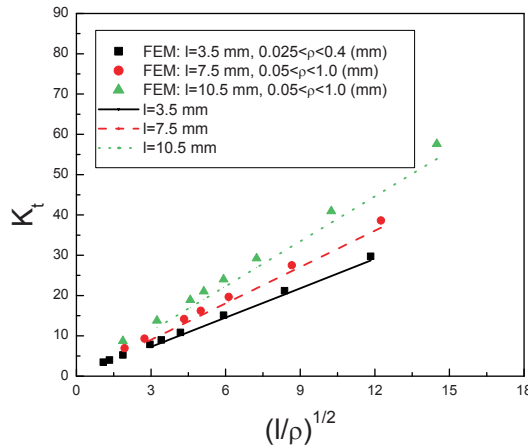 90
80
70
60
50
40
30
20
10
0
K_t
FEM: l=3.5 mm, 0.025<ρ<0.4 (mm)
FEM: l=7.5 mm, 0.05<ρ<1.0 (mm)
FEM: l=10.5 mm, 0.05<ρ<1.0 (mm)
l=3.5 mm
l=7.5 mm
l=10.5 mm
0 3 6 9 12 15 18
(l/ρ)^{1/2}